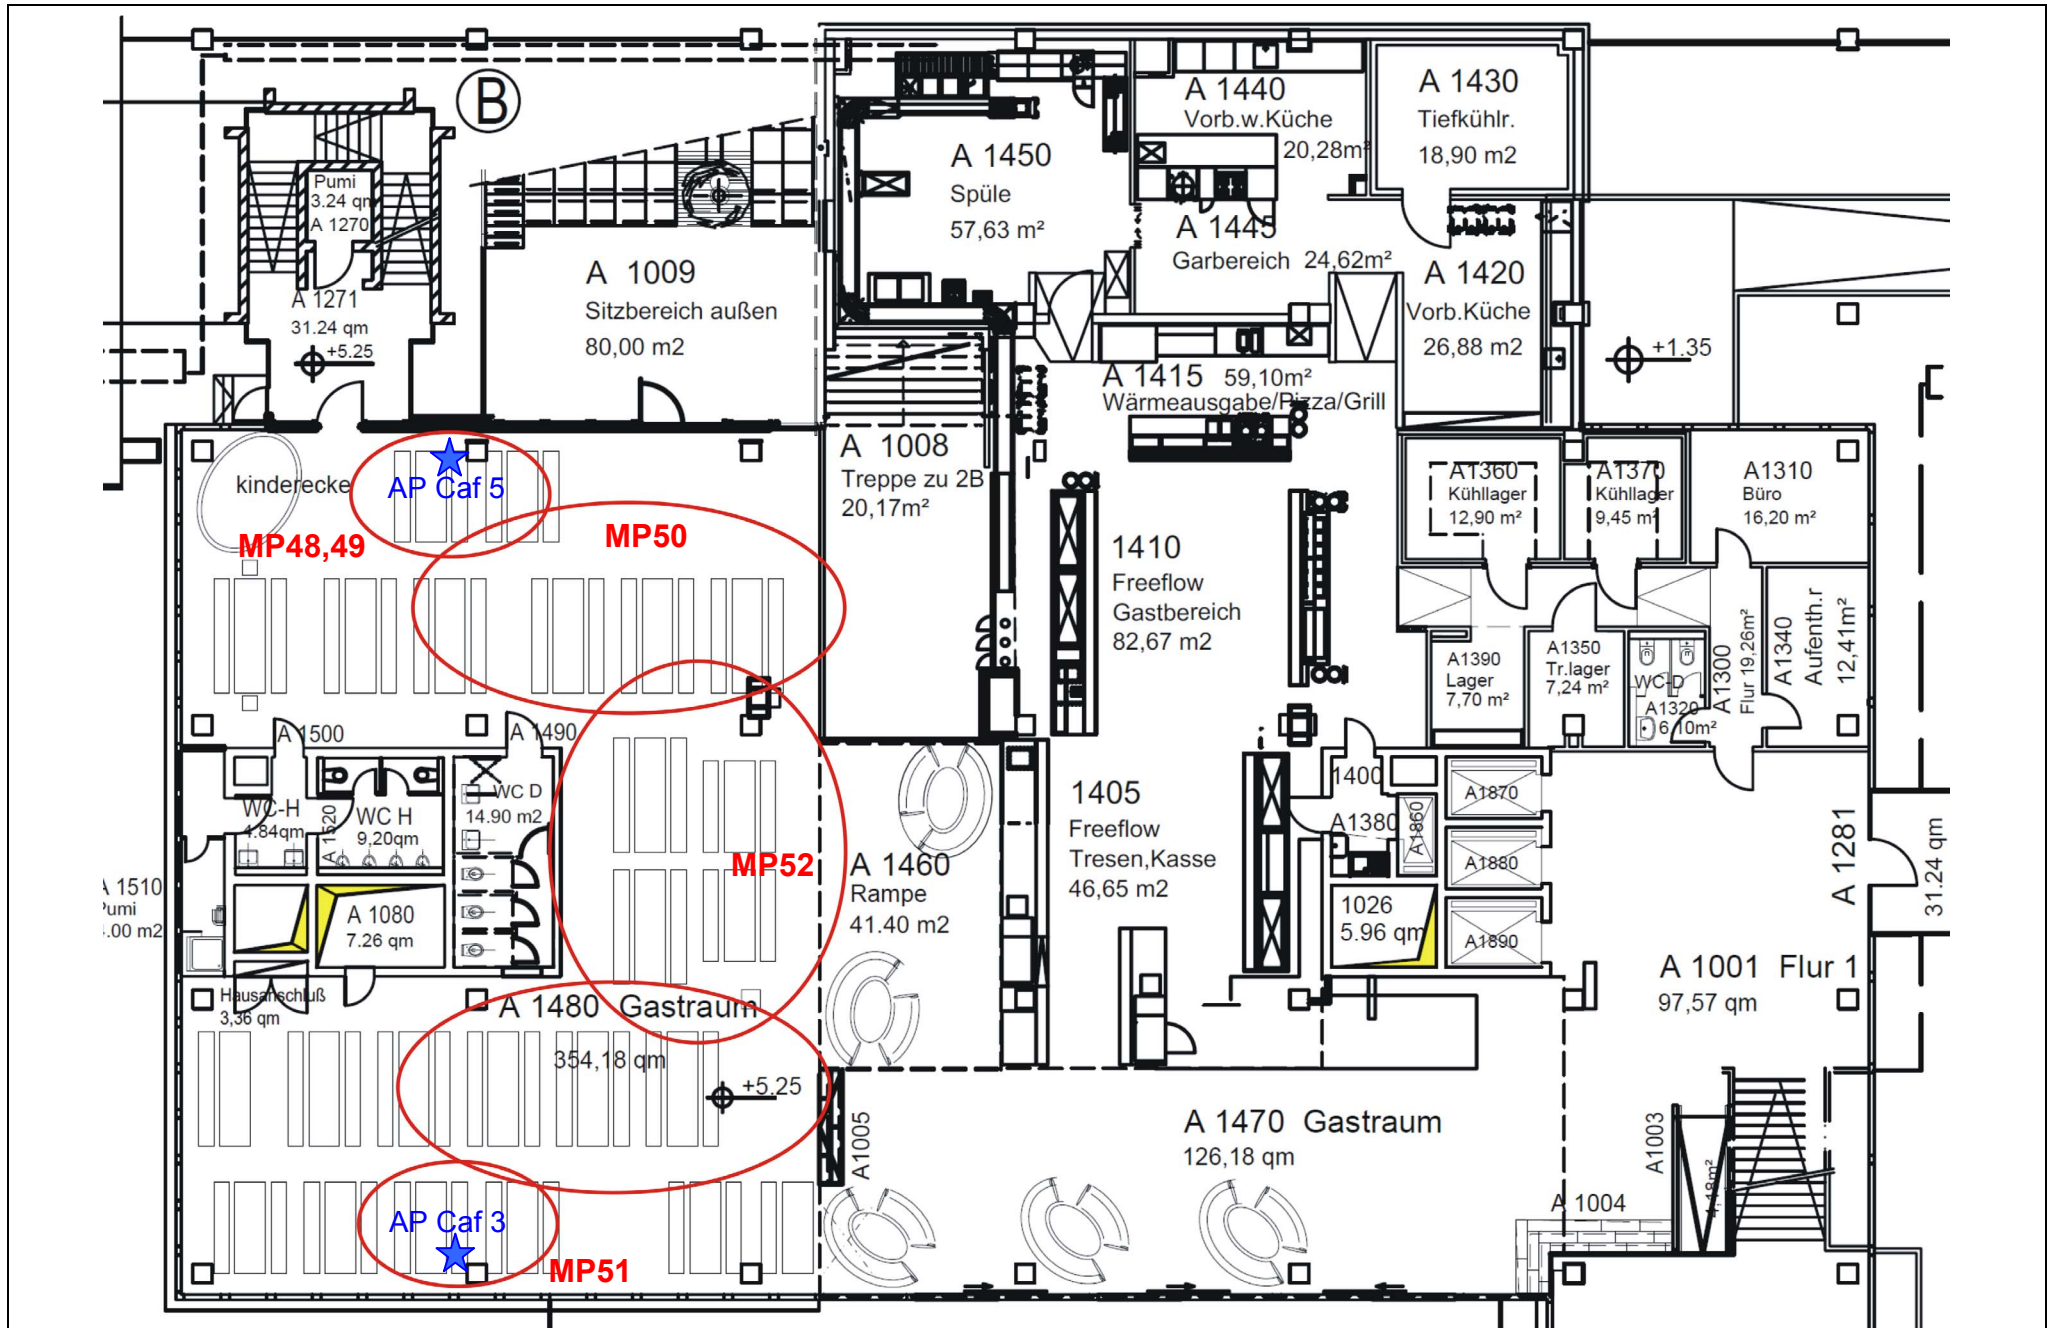 B
Pumi
3.24 qm
A 1270
A 1271
31.24 qm
+5.25
A 1009
Sitzbereich außen
80,00 m2
A 1450
Spüle
57,63 m²
A 1440
Vorb.w.Küche
20,28m²
A 1430
Tiefkühlr.
18,90 m2
A 1445
Garbereich 24,62m²
A 1420
Vorb.Küche
26,88 m2
+1.35
A 1415 59,10m²
Wärmeausgabe/Pizza/Grill
A 1008
Treppe zu 2B
20,17m²
kinderecke
AP Caf 5
MP48,49
MP50
1410
Freeflow
Gastbereich
82,67 m2
A1360
Kühllager
12,90 m²
A1370
Kühllager
9,45 m²
A1310
Büro
16,20 m²
A1390
Lager
7,70 m²
A1350
Tr.lager
7,24 m²
WC-D
A1320
6,10m²
A1300
Flur 19,26m²
A1340
Aufenth.r
12,41m²
A 1500
A 1490
WC-H
4.84qm
A 1520
WC H
9,20qm
WC D
14.90 m2
MP52
A 1460
Rampe
41.40 m2
1405
Freeflow
Tresen,Kasse
46,65 m2
1400
A1380
A1860
A1870
A1880
A1890
1026
5.96 qm
A 1281
31.24 qm
A 1510
Pumi
.00 m2
A 1080
7.26 qm
Hausanschluß
3,36 qm
A 1480 Gastraum
354,18 qm
+5.25
A 1001 Flur 1
97,57 qm
A1005
A 1470 Gastraum
126,18 qm
A1003
4,48m²
A 1004
AP Caf 3
MP51